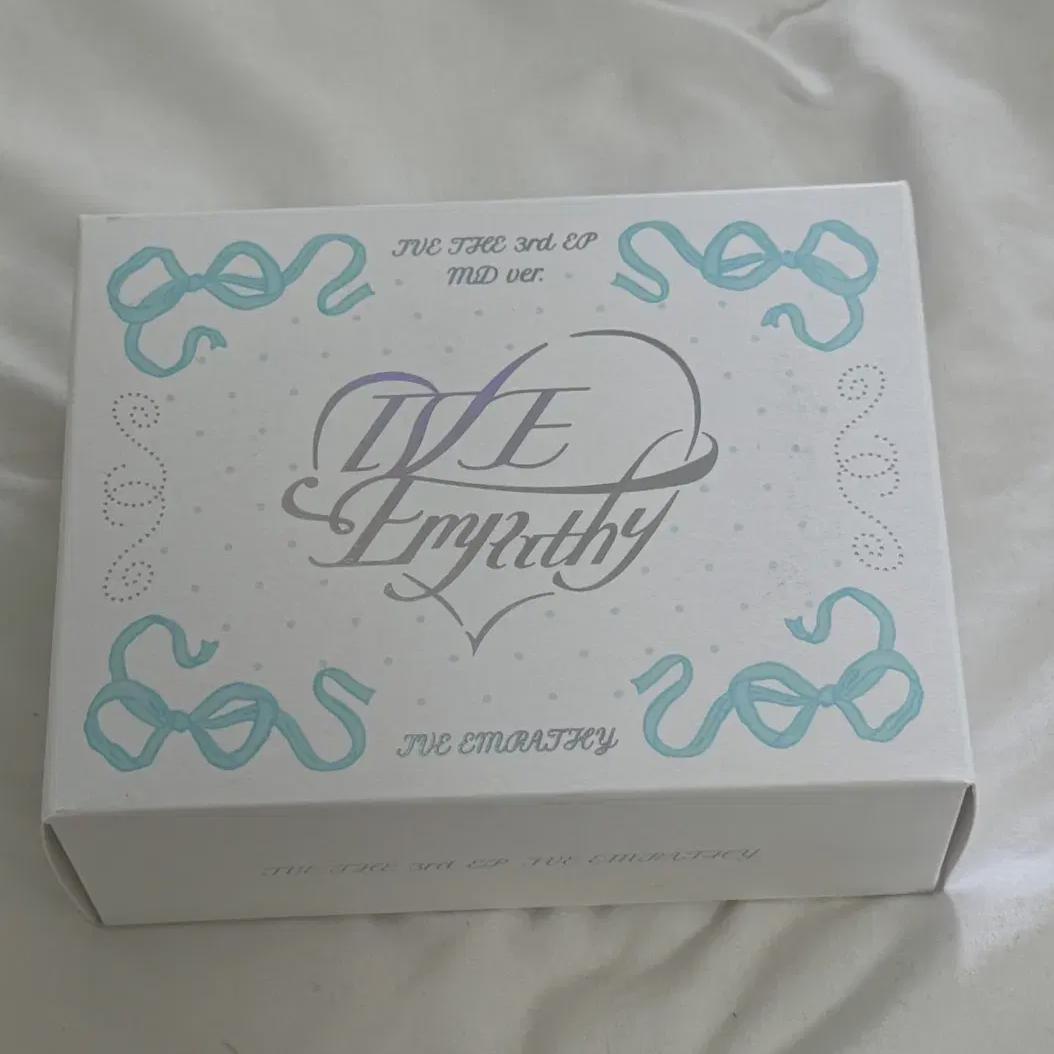 IVE THE 3rd EP
MD ver.
IVE
Empathy
IVE EMPATHY
IVE THE 3rd EP IVE EMPATHY